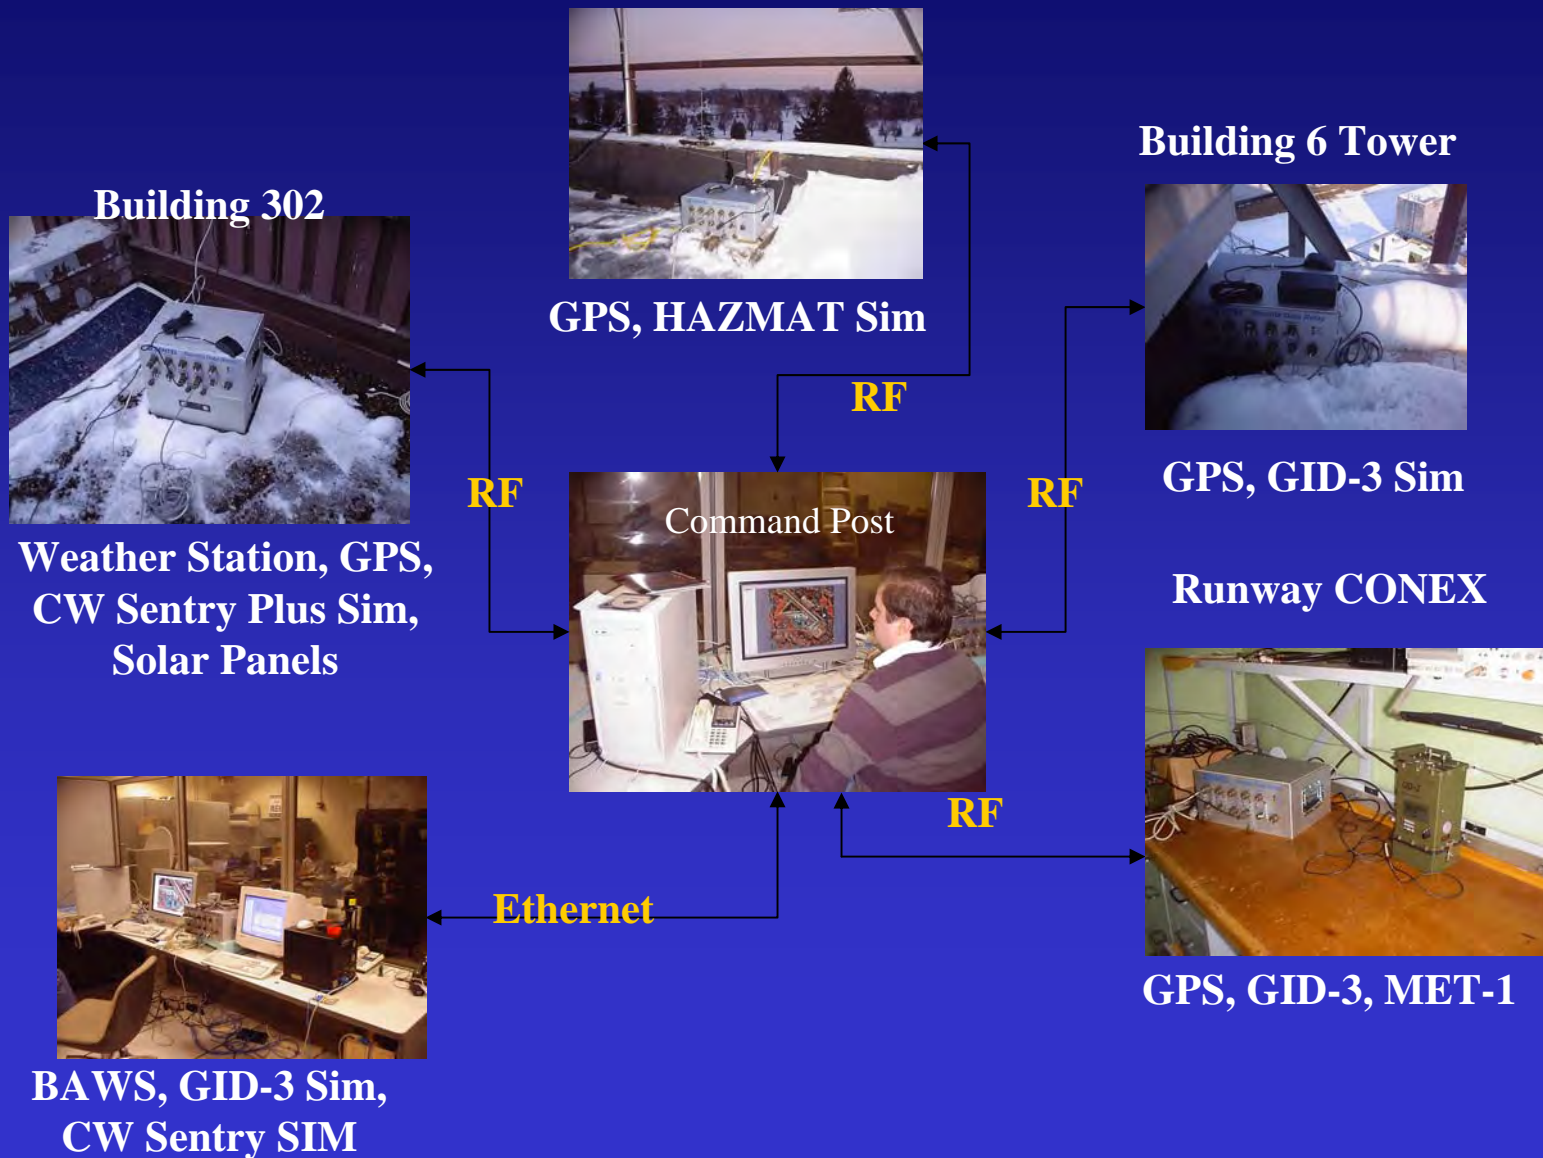 Building 302
Building 6 Tower
GPS, HAZMAT Sim
RF
RF
RF
GPS, GID-3 Sim
Command Post
Weather Station, GPS,
CW Sentry Plus Sim,
Solar Panels
Runway CONEX
RF
Ethernet
GPS, GID-3, MET-1
BAWS, GID-3 Sim,
CW Sentry SIM